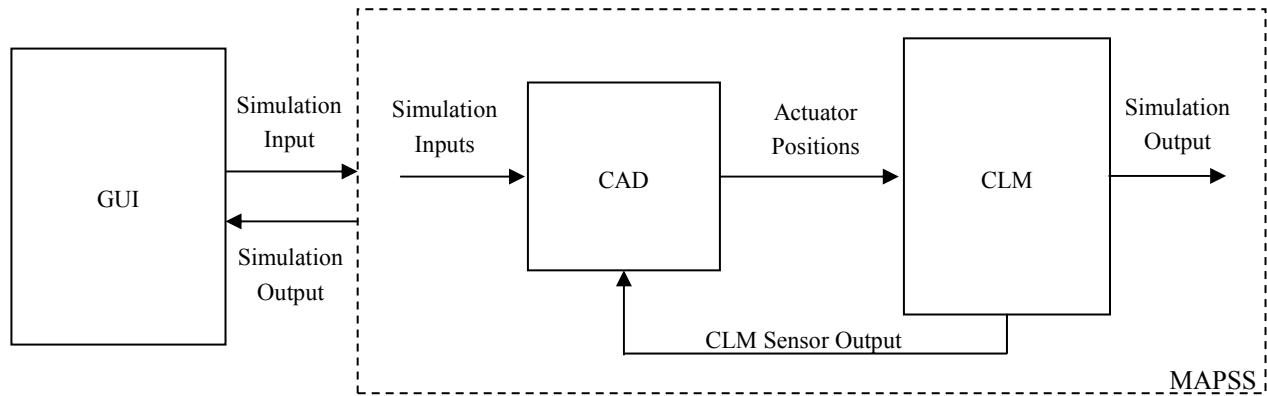 GUI
Simulation
Input
Simulation
Output
Simulation
Inputs
CAD
Actuator
Positions
CLM
Simulation
Output
CLM Sensor Output
MAPSS